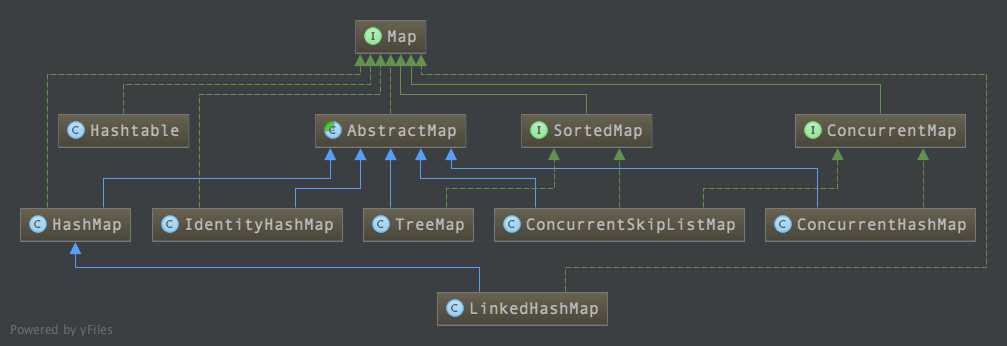 I Map
C Hashtable
C AbstractMap
I SortedMap
I ConcurrentMap
C HashMap
C IdentityHashMap
C TreeMap
C ConcurrentSkipListMap
C ConcurrentHashMap
C LinkedHashMap
Powered by yFiles